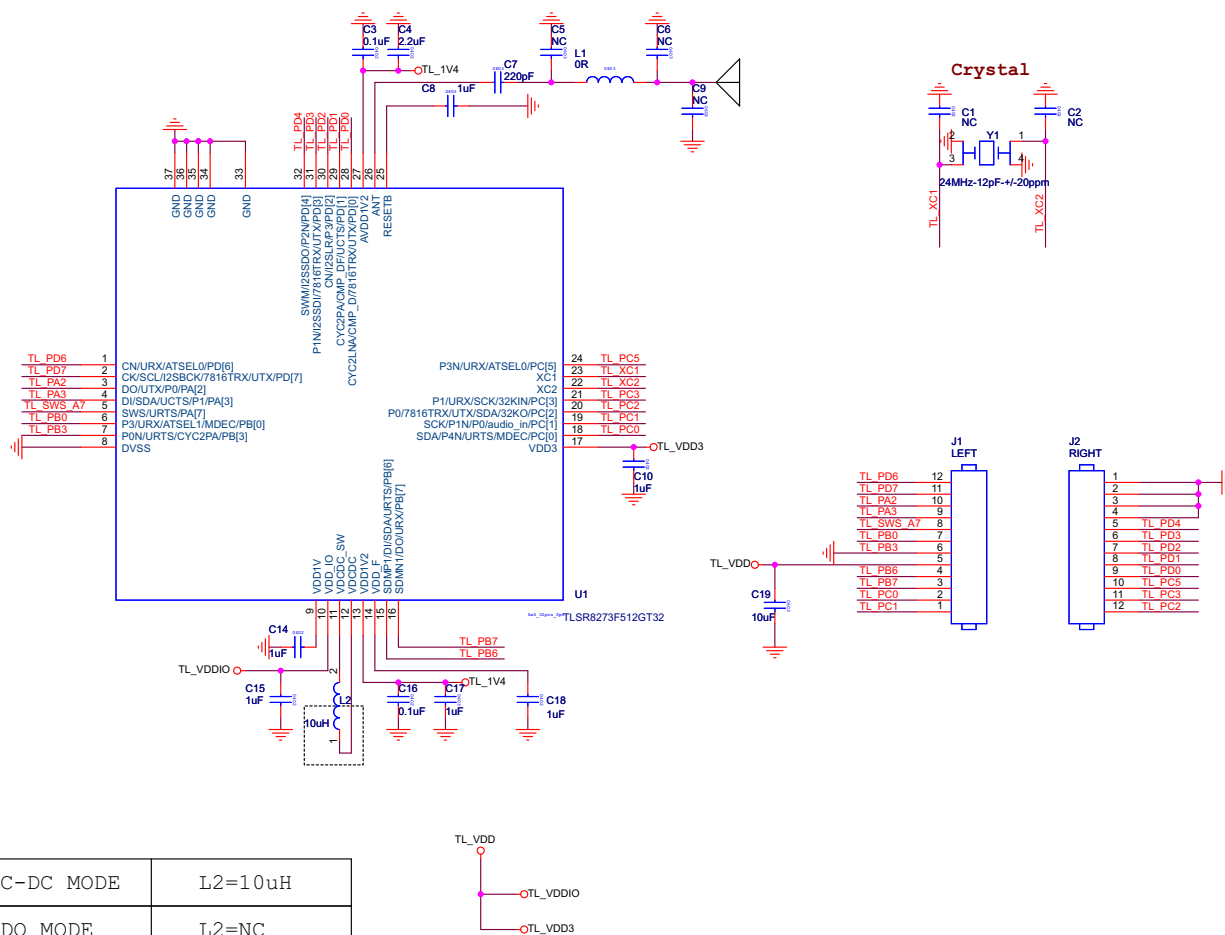 C3
0.1uF
C4
2.2uF
TL_1V4
C5
NC
L1
0R
C6
NC
C7
220pF
C8
1uF
C9
NC
Crystal
C1
NC
C2
NC
2
3
Y1
1
4
24MHz-12pF-+/-20ppm
TL_XC1
TL_XC2
TL_PD4
TL_PD3
TL_PD2
TL_PD1
TL_PD0
37
36
35
34
33
32
31
30
29
28
27
26
25
GND
GND
GND
GND
GND
SWM/I2SSDO/P2N/PD[4]
P1N/I2SSDI/7816TRX/UTX/PD[3]
CN/I2SLR/P3/PD[2]
CYC2PA/CMP_DF/UCTS/PD[1]
CYC2LNA/CMP_D/7816TRX/UTX/PD[0]
AVDD1V2
ANT
RESETB
TL_PD6 1 CN/URX/ATSEL0/PD[6]
TL_PD7 2 CK/SCL/I2SBCK/7816TRX/UTX/PD[7]
TL_PA2 3 DO/UTX/P0/PA[2]
TL_PA3 4 DI/SDA/UCTS/P1/PA[3]
TL_SWS_A7 5 SWS/URTS/PA[7]
TL_PB0 6 P3/URX/ATSEL1/MDEC/PB[0]
TL_PB3 7 P0N/URTS/CYC2PA/PB[3]
8 DVSS
P3N/URX/ATSEL0/PC[5] 24 TL_PC5
XC1 23 TL_XC1
XC2 22 TL_XC2
P1/URX/SCK/32KIN/PC[3] 21 TL_PC3
P0/7816TRX/UTX/SDA/32KO/PC[2] 20 TL_PC2
SCK/P1N/P0/audio_in/PC[1] 19 TL_PC1
SDA/P4N/URTS/MDEC/PC[0] 18 TL_PC0
VDD3 17
TL_VDD3
C10
1uF
VDD1V
VDD_IO
VDCDC_SW
VDCDC
VDD1V2
VDD_F
SDMP1/DI/SDA/URTS/PB[6]
SDMN1/DO/URX/PB[7]
9
10
11
12
13
14
15
16
U1
TLSR8273F512GT32
C14
1uF
TL_PB7
TL_PB6
TL_VDDIO
C15
1uF
2
L2
10uH
1
TL_1V4
C16
0.1uF
C17
1uF
C18
1uF
J1
LEFT
TL_PD6 12
TL_PD7 11
TL_PA2 10
TL_PA3 9
TL_SWS_A7 8
TL_PB0 7
TL_PB3 6
5
TL_PB6 4
TL_PB7 3
TL_PC0 2
TL_PC1 1
TL_VDD
C19
10uF
J2
RIGHT
1
2
3
4
5 TL_PD4
6 TL_PD3
7 TL_PD2
8 TL_PD1
9 TL_PD0
10 TL_PC5
11 TL_PC3
12 TL_PC2
C-DC MODE L2=10uH
DO MODE L2=NC
TL_VDD
TL_VDDIO
TL_VDD3